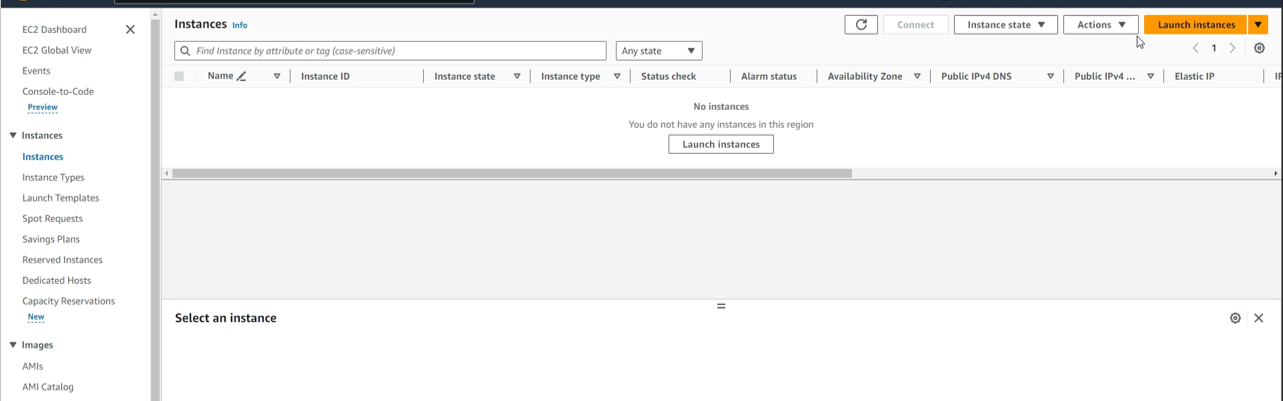 EC2 Dashboard
EC2 Global View
Events
Console-to-Code
Preview
Instances
Instances
Instance Types
Launch Templates
Spot Requests
Savings Plans
Reserved Instances
Dedicated Hosts
Capacity Reservations
New
Images
AMIs
AMI Catalog
Instances Info
Connect Instance state Actions Launch instances
Find Instance by attribute or tag (case-sensitive) Any state 1
Name Instance ID Instance state Instance type Status check Alarm status Availability Zone Public IPv4 DNS Public IPv4 ... Elastic IP
No instances
You do not have any instances in this region
Launch instances
Select an instance